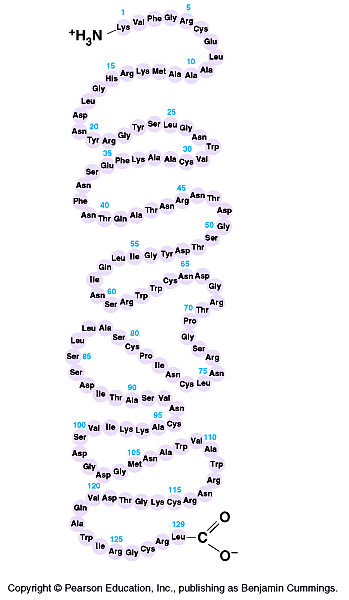 +H3N
1 5
Lys Val Phe Gly Arg Cys Glu Leu Ala
15 10
His Arg Lys Met Ala Ala
Gly
Leu
Asp
Asn
20 25
Tyr Arg Gly Tyr Ser Leu Gly Asn Trp
35 30
Ser Glu Phe Lys Ala Ala Cys Val
Asn
Phe
40 45
Asn Thr Gln Ala Thr Asn Arg Asn Thr Asp Gly
50
55
Gln Leu Ile Gly Tyr Asp Thr Ser
Ile
Asn
60 65
Ser Arg Trp Trp Cys Asn Asp Gly Arg
70
Thr
Pro
Gly
Ser
Arg
Asn
75
80
Leu Leu Ala Ser Cys Pro Ile Asn Cys Leu
Ser
85
Ser
90
Asp Ile Thr Ala Ser Val Asn
100 95
Ser Val Ile Lys Lys Ala Cys
Asp
105 110
Gly Asp Gly Met Asn Ala Trp Val Ala Trp Arg
120 115
Val Asp Thr Gly Lys Cys Arg Asn
Gln
Ala
125 129
Trp Ile Arg Gly Cys Arg Leu C
O
O−
Copyright © Pearson Education, Inc., publishing as Benjamin Cummings.